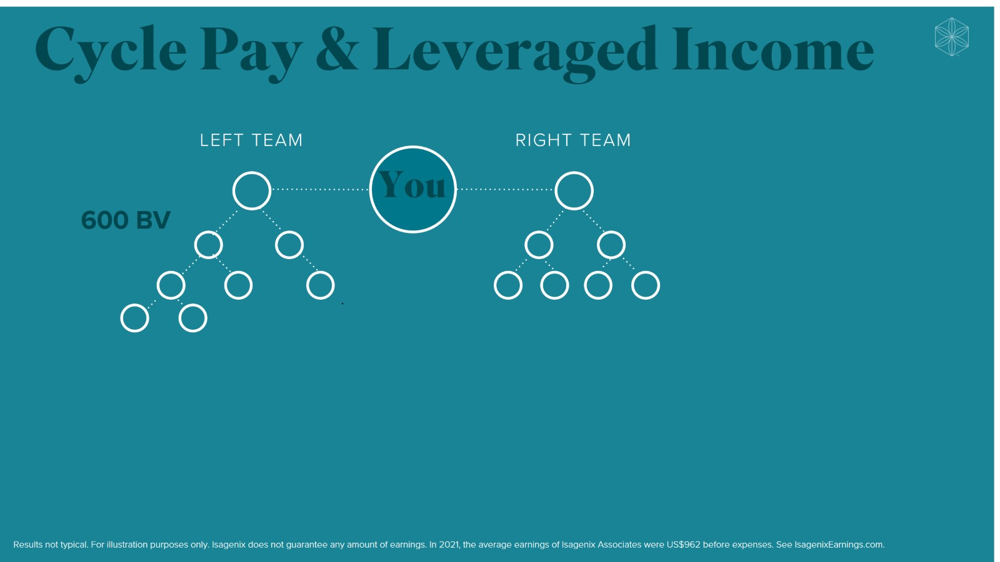 Cycle Pay & Leveraged Income
LEFT TEAM
RIGHT TEAM
You
600 BV
Results not typical. For illustration purposes only. Isagenix does not guarantee any amount of earnings. In 2021, the average earnings of Isagenix Associates were US$962 before expenses. See IsagenixEarnings.com.